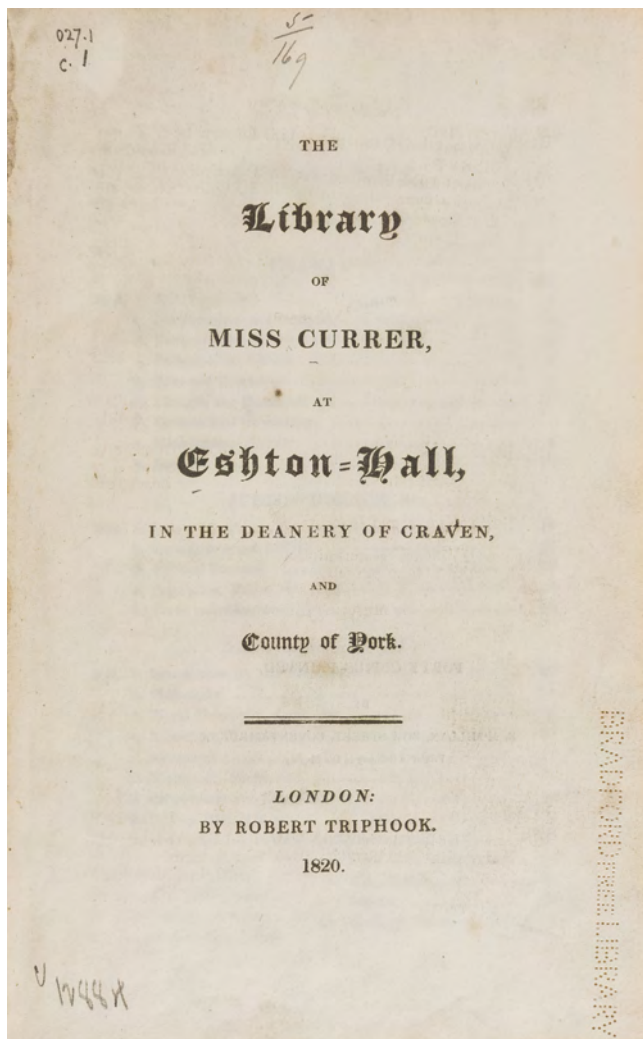 027.1
c. 1
5
169
THE
Library
OF
MISS CURRER,
AT
Eshton=Hall,
IN THE DEANERY OF CRAVEN,
AND
County of York.
LONDON:
BY ROBERT TRIPHOOK.
1820.
BRADFORD FREE LIBRARY